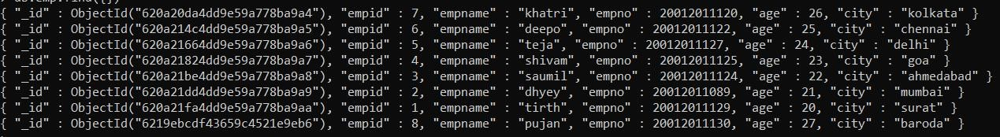 { "_id" : ObjectId("620a20da4dd9e59a778ba9a4"), "empid" : 7, "empname" : "khatri", "empno" : 20012011120, "age" : 26, "city" : "kolkata" }
{ "_id" : ObjectId("620a214c4dd9e59a778ba9a5"), "empid" : 6, "empname" : "deepo", "empno" : 20012011122, "age" : 25, "city" : "chennai" }
{ "_id" : ObjectId("620a21664dd9e59a778ba9a6"), "empid" : 5, "empname" : "teja", "empno" : 20012011127, "age" : 24, "city" : "delhi" }
{ "_id" : ObjectId("620a21824dd9e59a778ba9a7"), "empid" : 4, "empname" : "shivam", "empno" : 20012011125, "age" : 23, "city" : "goa" }
{ "_id" : ObjectId("620a21be4dd9e59a778ba9a8"), "empid" : 3, "empname" : "saumil", "empno" : 20012011124, "age" : 22, "city" : "ahmedabad" }
{ "_id" : ObjectId("620a21dd4dd9e59a778ba9a9"), "empid" : 2, "empname" : "dhyey", "empno" : 20012011089, "age" : 21, "city" : "mumbai" }
{ "_id" : ObjectId("620a21fa4dd9e59a778ba9aa"), "empid" : 1, "empname" : "tirth", "empno" : 20012011129, "age" : 20, "city" : "surat" }
{ "_id" : ObjectId("6219ebcdf43659c4521e9eb6"), "empid" : 8, "empname" : "pujan", "empno" : 20012011130, "age" : 27, "city" : "baroda" }